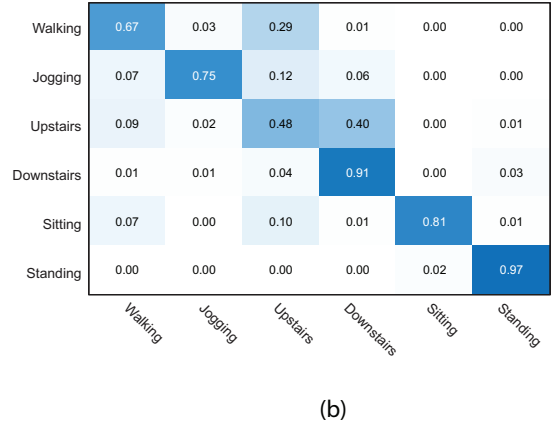 Walking 0.67 0.03 0.29 0.01 0.00 0.00
Jogging 0.07 0.75 0.12 0.06 0.00 0.00
Upstairs 0.09 0.02 0.48 0.40 0.00 0.01
Downstairs 0.01 0.01 0.04 0.91 0.00 0.03
Sitting 0.07 0.00 0.10 0.01 0.81 0.01
Standing 0.00 0.00 0.00 0.00 0.02 0.97
Walking Jogging Upstairs Downstairs Sitting Standing
(b)